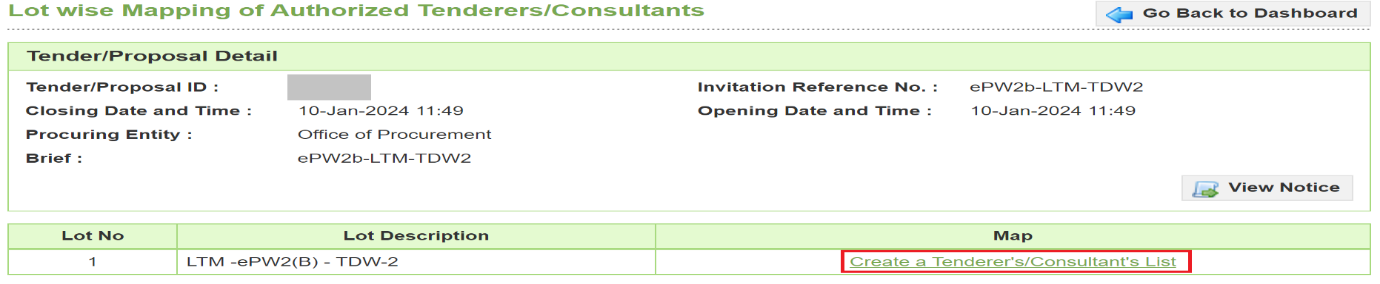 Lot wise Mapping of Authorized Tenderers/Consultants
Go Back to Dashboard
Tender/Proposal Detail
Tender/Proposal ID : Invitation Reference No. : ePW2b-LTM-TDW2
Closing Date and Time : 10-Jan-2024 11:49 Opening Date and Time : 10-Jan-2024 11:49
Procuring Entity : Office of Procurement
Brief : ePW2b-LTM-TDW2
View Notice
Lot No Lot Description Map
1 LTM -ePW2(B) - TDW-2 Create a Tenderer's/Consultant's List